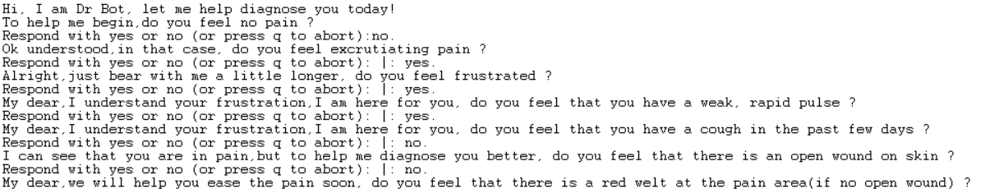 Hi, I am Dr Bot, let me help diagnose you today!
To help me begin,do you feel no pain ?
Respond with yes or no (or press q to abort):no.
Ok understood,in that case, do you feel excrutiating pain ?
Respond with yes or no (or press q to abort): |: yes.
Alright,just bear with me a little longer, do you feel frustrated ?
Respond with yes or no (or press q to abort): |: yes.
My dear,I understand your frustration,I am here for you, do you feel that you have a weak, rapid pulse ?
Respond with yes or no (or press q to abort): |: yes.
My dear,I understand your frustration,I am here for you, do you feel that you have a cough in the past few days ?
Respond with yes or no (or press q to abort): |: no.
I can see that you are in pain,but to help me diagnose you better, do you feel that there is an open wound on skin ?
Respond with yes or no (or press q to abort): |: no.
My dear,we will help you ease the pain soon, do you feel that there is a red welt at the pain area(if no open wound) ?